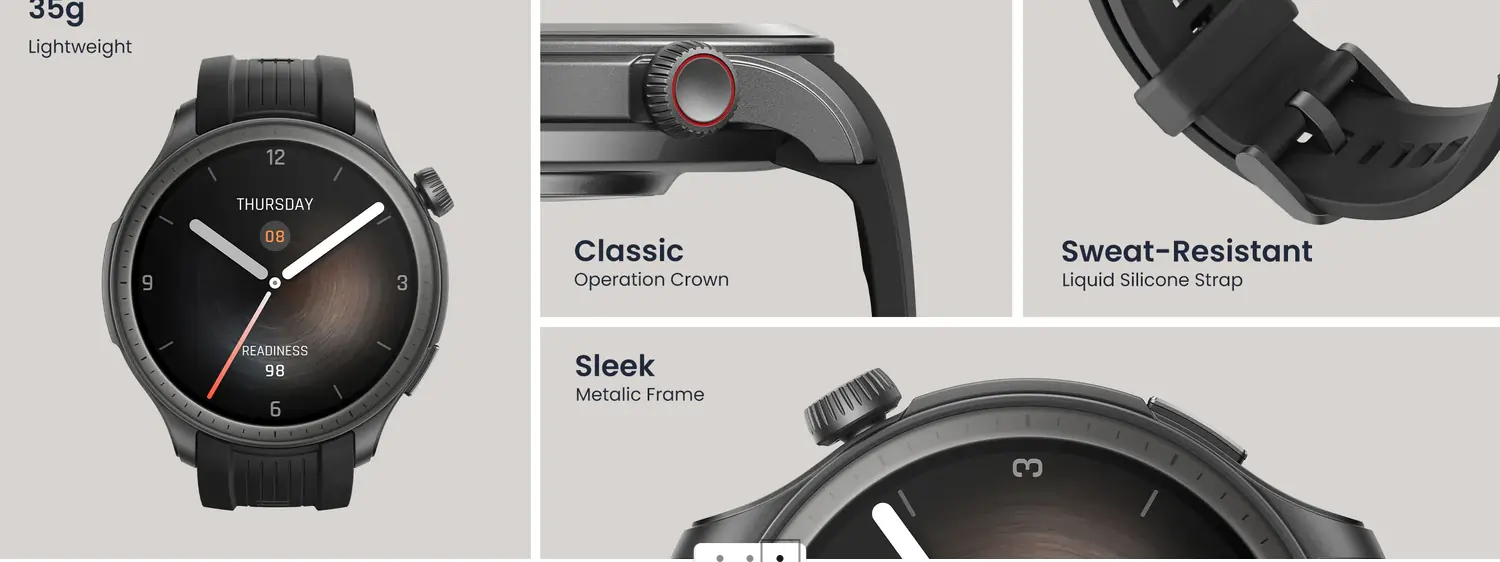 35g
Lightweight
12
THURSDAY
08
9
3
READINESS
98
6
Classic
Operation Crown
Sweat-Resistant
Liquid Silicone Strap
Sleek
Metalic Frame
3